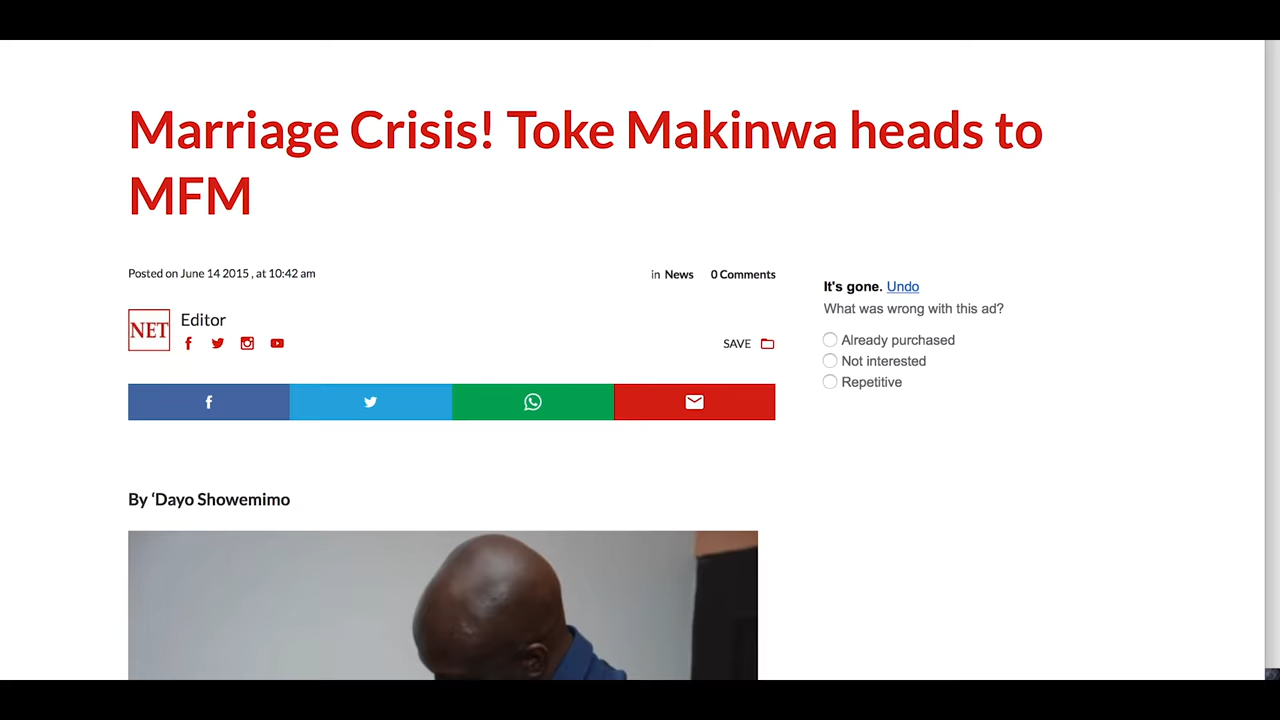 Marriage Crisis! Toke Makinwa heads to
MFM
Posted on June 14 2015 , at 10:42 am
in News 0 Comments
NET
Editor
SAVE
It's gone. Undo
What was wrong with this ad?
Already purchased
Not interested
Repetitive
By ‘Dayo Showemimo